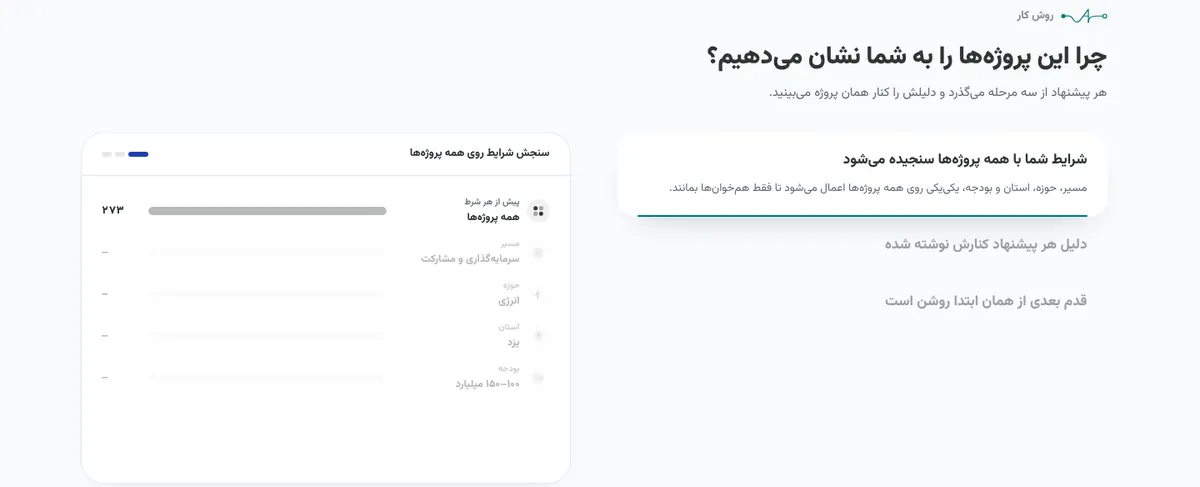 روش کار
چرا این پروژه‌ها را به شما نشان می‌دهیم؟
هر پیشنهاد از سه مرحله می‌گذرد و دلیلش را کنار همان پروژه می‌بینید.
شرایط شما با همه پروژه‌ها سنجیده می‌شود
مسیر، حوزه، استان و بودجه، یکی‌یکی روی همه پروژه‌ها اعمال می‌شود تا فقط هم‌خوان‌ها بمانند.
دلیل هر پیشنهاد کنارش نوشته شده
قدم بعدی از همان ابتدا روشن است
سنجش شرایط روی همه پروژه‌ها
پیش از هر شرط
همه پروژه‌ها
۲۷۳
مسیر
سرمایه‌گذاری و مشارکت
–
حوزه
انرژی
–
استان
یزد
–
بودجه
۱۰۰–۱۵۰ میلیارد
–